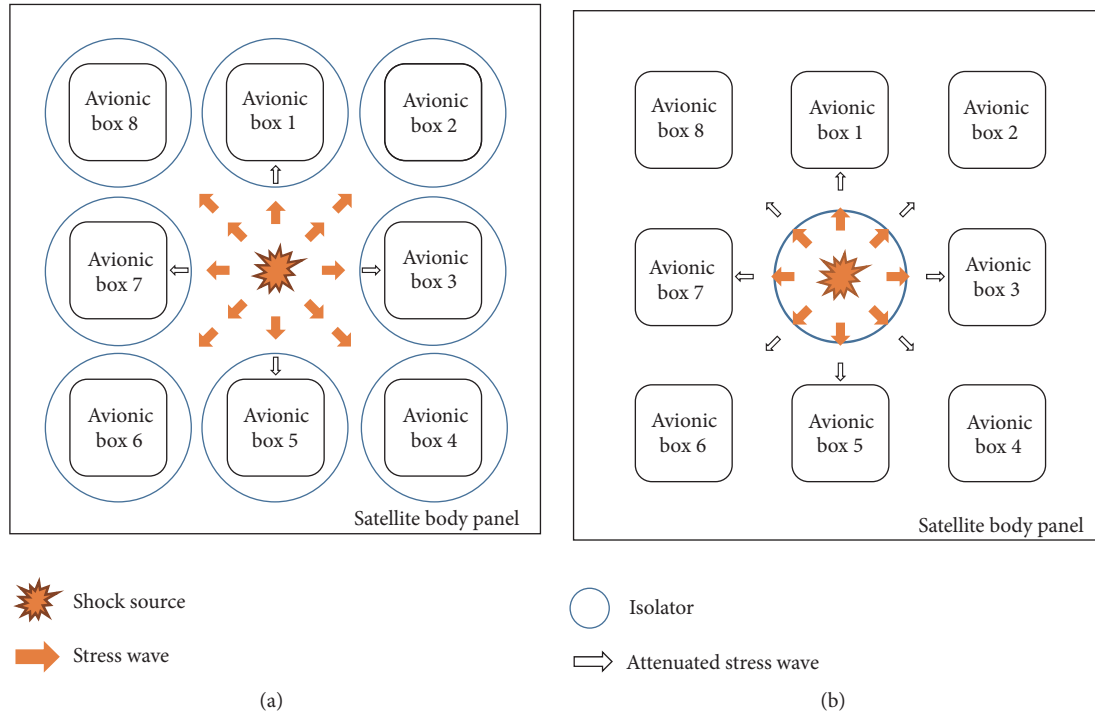 Avionic
box 8
Avionic
box 1
Avionic
box 2
Avionic
box 7
Avionic
box 3
Avionic
box 6
Avionic
box 5
Avionic
box 4
Satellite body panel
Avionic
box 8
Avionic
box 1
Avionic
box 2
Avionic
box 7
Avionic
box 3
Avionic
box 6
Avionic
box 5
Avionic
box 4
Satellite body panel
Shock source
Stress wave
(a)
Isolator
Attenuated stress wave
(b)